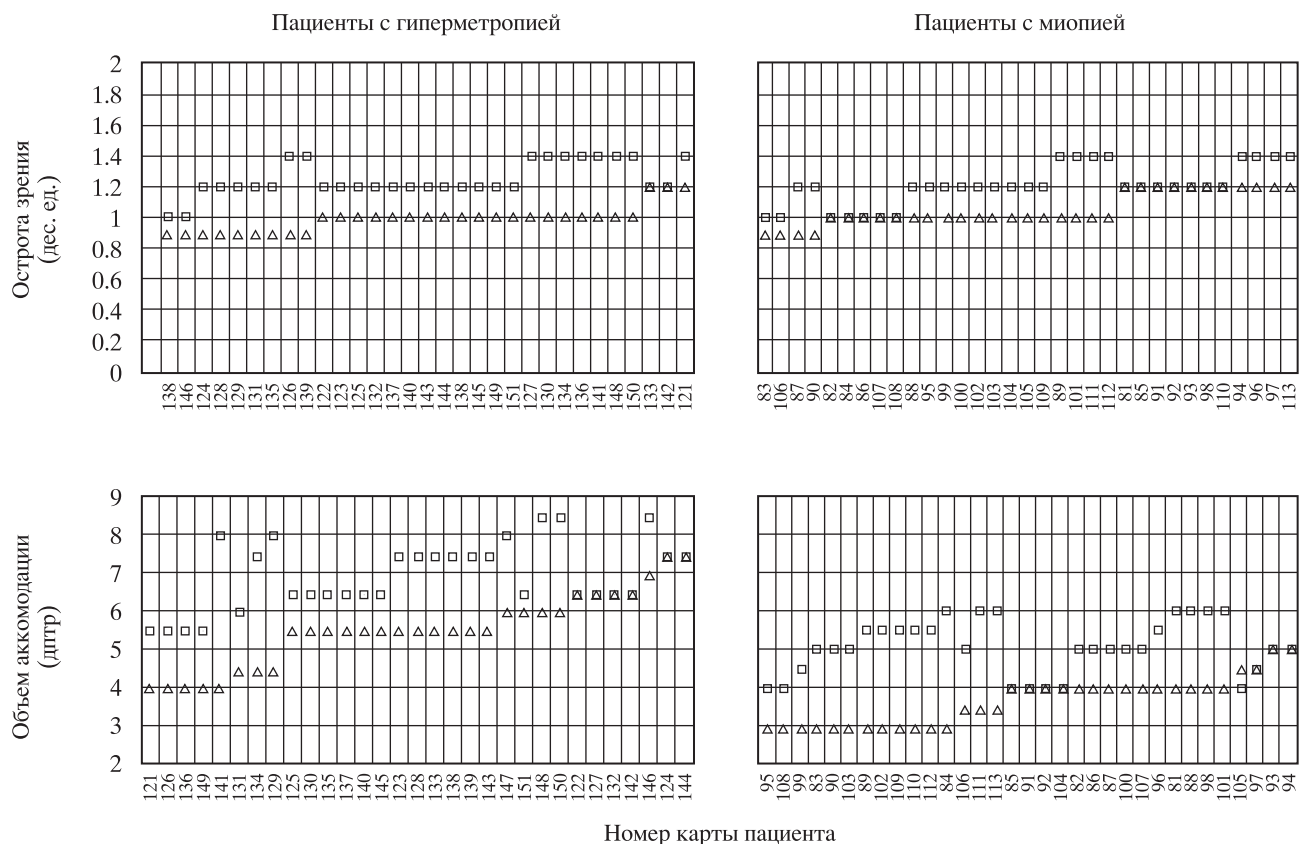 Пациенты с гиперметропией
Пациенты с миопией
Острота зрения
(дес. ед.)
2
1.8
1.6
1.4
1.2
1
0.8
0.6
0.4
0.2
0
138 146 124 128 129 131 135 126 139 122 123 125 132 137 140 143 144 138 145 149 151 127 130 134 136 141 148 150 133 142 121
83 106 87 90 82 84 86 107 108 88 95 99 100 102 103 104 105 109 89 101 111 112 81 85 91 92 93 98 110 94 96 97 113
Объем аккомодации
(дптр)
9
8
7
6
5
4
3
2
121 126 136 149 141 131 134 129 125 130 135 137 140 145 123 128 133 138 139 143 147 151 148 150 122 127 132 142 146 124 144
95 108 99 83 90 103 89 102 109 110 112 84 106 111 113 85 91 92 104 82 86 87 100 107 96 81 88 98 101 105 97 93 94
Номер карты пациента